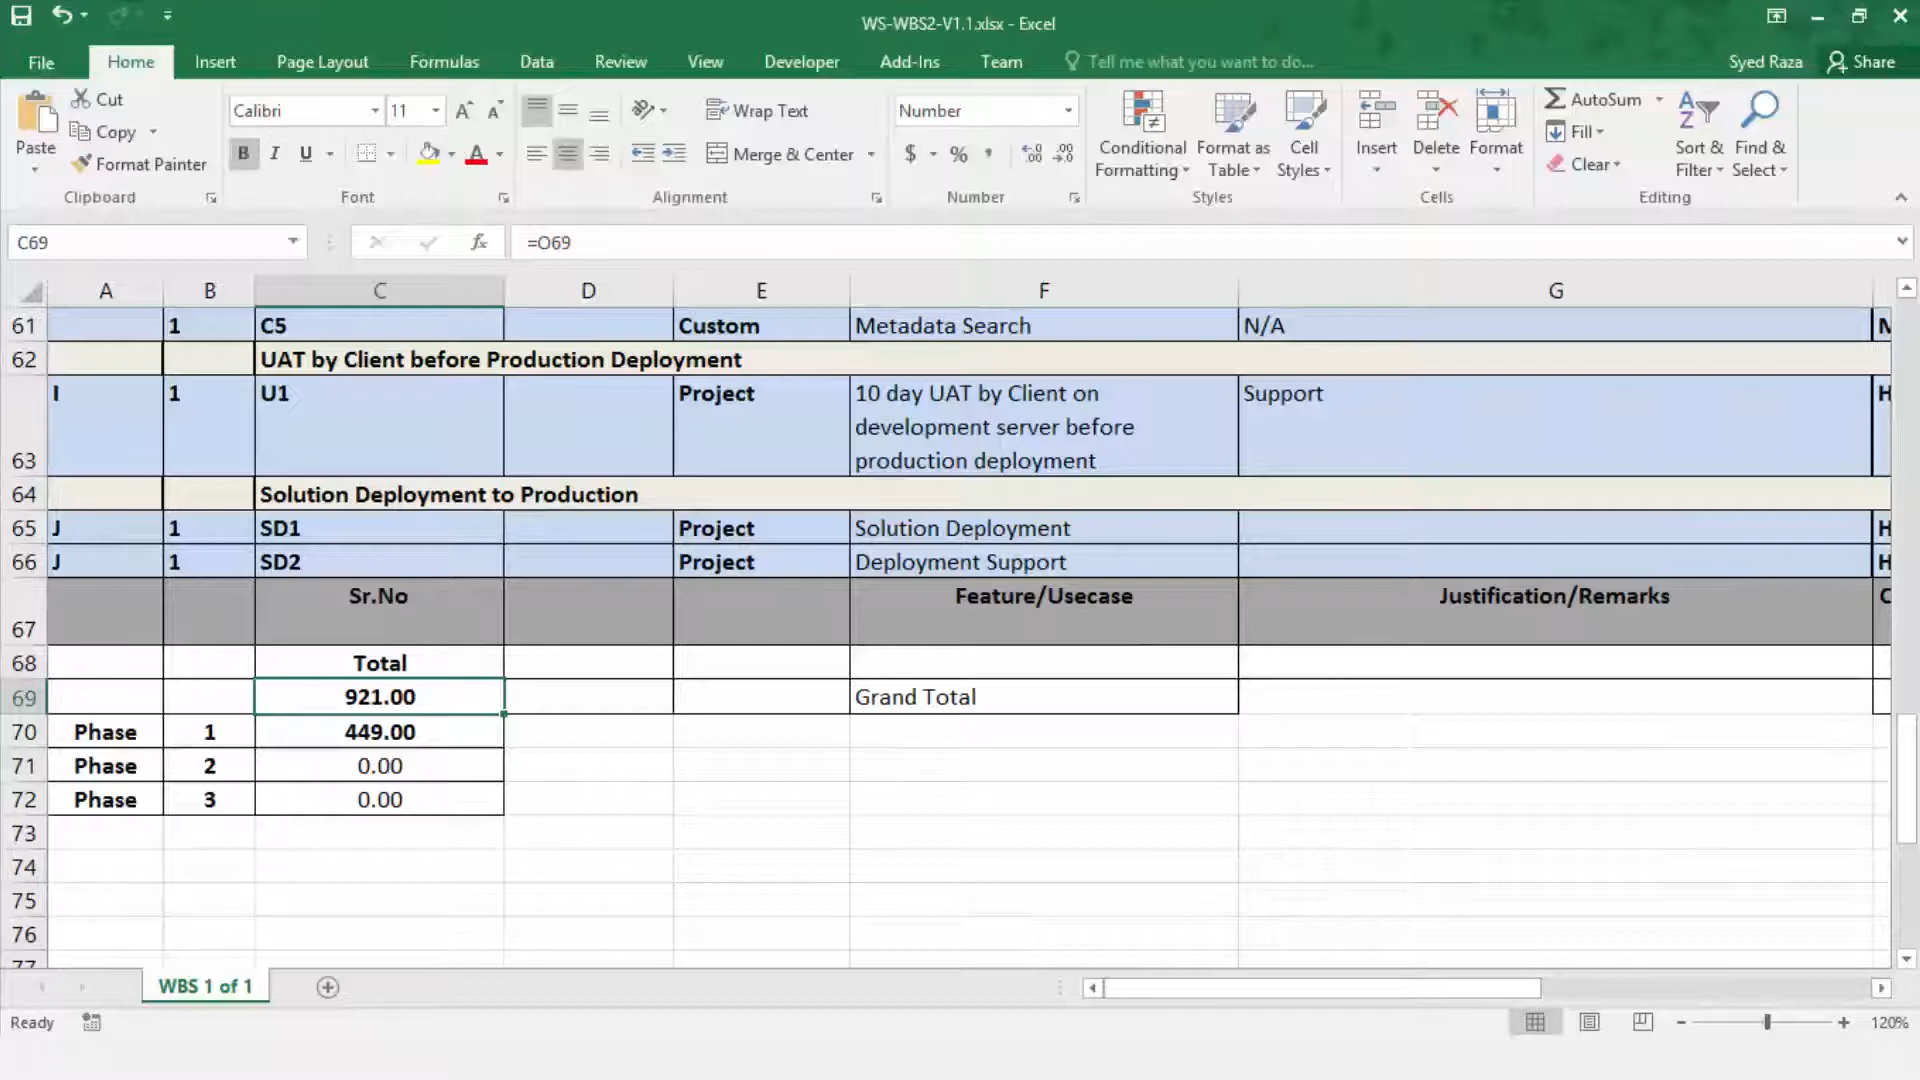 WS-WBS2-V1.1.xlsx - Excel
File Home Insert Page Layout Formulas Data Review View Developer Add-Ins Team Tell me what you want to do... Syed Raza Share
Paste
Cut
Copy
Format Painter
Clipboard
Calibri 11
B I U
Font
Wrap Text
Merge & Center
Alignment
Number
$ % ,
Number
Conditional Formatting
Format as Table
Cell Styles
Styles
Insert Delete Format
Cells
AutoSum
Fill
Clear
Sort & Filter
Find & Select
Editing
C69 fx =O69
A B C D E F G
61 1 C5 Custom Metadata Search N/A
62 UAT by Client before Production Deployment
63 I 1 U1 Project 10 day UAT by Client on Support
development server before
production deployment
64 Solution Deployment to Production
65 J 1 SD1 Project Solution Deployment H
66 J 1 SD2 Project Deployment Support H
67 Sr.No Feature/Usecase Justification/Remarks
68 Total
69 921.00 Grand Total
70 Phase 1 449.00
71 Phase 2 0.00
72 Phase 3 0.00
73
74
75
76
77
WBS 1 of 1
Ready 120%